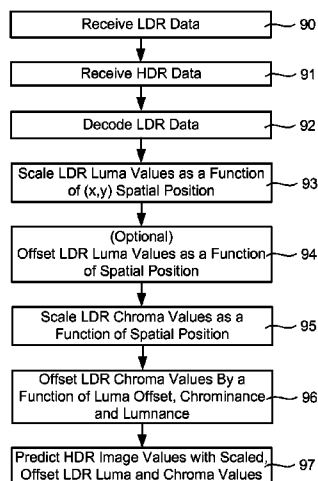 Receive LDR Data
90
Receive HDR Data
91
Decode LDR Data
92
Scale LDR Luma Values as a Function
of (x,y) Spatial Position
93
(Optional)
Offset LDR Luma Values as a Function
of Spatial Position
94
Scale LDR Chroma Values as a
Function of Spatial Position
95
Offset LDR Chroma Values By a
Function of Luma Offset, Chrominance
and Lumnance
96
Predict HDR Image Values with Scaled,
Offset LDR Luma and Chroma Values
97